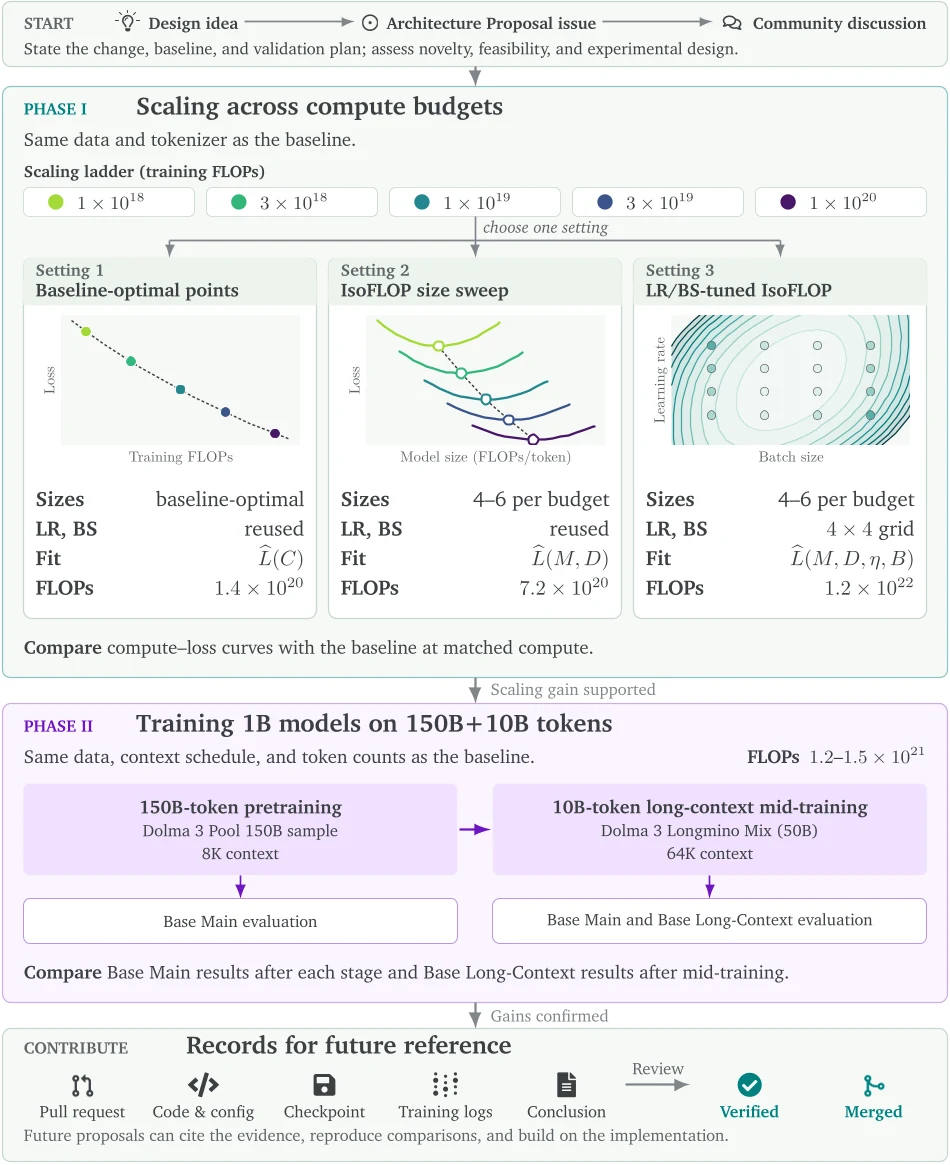 START Design idea Architecture Proposal issue Community discussion
State the change, baseline, and validation plan; assess novelty, feasibility, and experimental design.
PHASE I Scaling across compute budgets
Same data and tokenizer as the baseline.
Scaling ladder (training FLOPs)
1 × 10^18 3 × 10^18 1 × 10^19 3 × 10^19 1 × 10^20
choose one setting
Setting 1
Baseline-optimal points
Loss
Training FLOPs
Sizes baseline-optimal
LR, BS reused
Fit L̂(C)
FLOPs 1.4 × 10^20
Setting 2
IsoFLOP size sweep
Loss
Model size (FLOPs/token)
Sizes 4–6 per budget
LR, BS reused
Fit L̂(M, D)
FLOPs 7.2 × 10^20
Setting 3
LR/BS-tuned IsoFLOP
Learning rate
Batch size
Sizes 4–6 per budget
LR, BS 4 × 4 grid
Fit L̂(M, D, η, B)
FLOPs 1.2 × 10^22
Compare compute–loss curves with the baseline at matched compute.
Scaling gain supported
PHASE II Training 1B models on 150B+10B tokens
Same data, context schedule, and token counts as the baseline. FLOPs 1.2–1.5 × 10^21
150B-token pretraining
Dolma 3 Pool 150B sample
8K context
10B-token long-context mid-training
Dolma 3 Longmino Mix (50B)
64K context
Base Main evaluation
Base Main and Base Long-Context evaluation
Compare Base Main results after each stage and Base Long-Context results after mid-training.
Gains confirmed
CONTRIBUTE Records for future reference
Review
Pull request Code & config Checkpoint Training logs Conclusion Verified Merged
Future proposals can cite the evidence, reproduce comparisons, and build on the implementation.